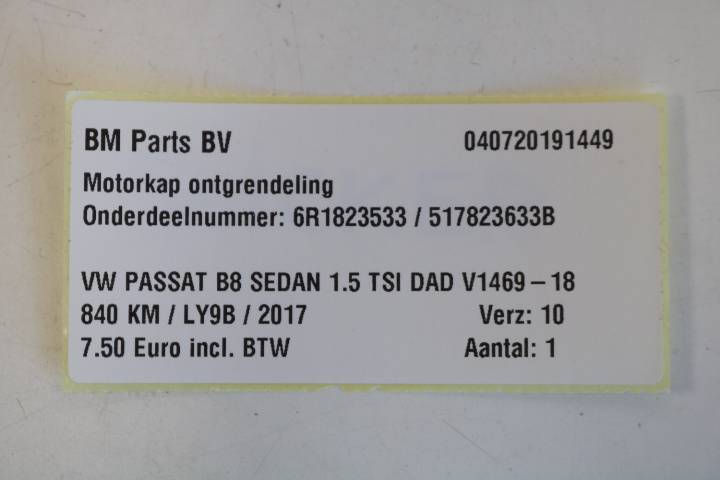 BM Parts BV 040720191449
Motorkap ontgrendeling
Onderdeelnummer: 6R1823533 / 517823633B
VW PASSAT B8 SEDAN 1.5 TSI DAD V1469 – 18
840 KM / LY9B / 2017 Verz: 10
7.50 Euro incl. BTW Aantal: 1